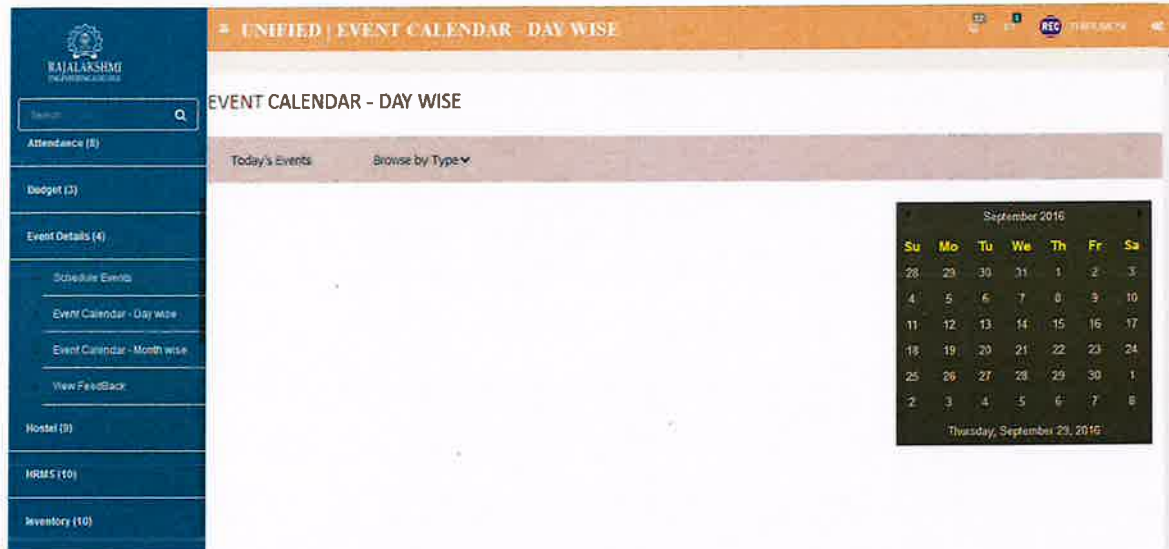 UNIFIED | EVENT CALENDAR - DAY WISE
REC
RAJALAKSHMI
ENGINEERING COLLEGE
Search
Attendance (8)
Budget (3)
Event Details (4)
Schedule Events
Event Calendar - Day wise
Event Calendar - Month wise
View FeedBack
Hostel (9)
HRMS (10)
Inventory (10)
EVENT CALENDAR - DAY WISE
Today's Events Browse by Type
September 2016
Su Mo Tu We Th Fr Sa
28 29 30 31 1 2 3
4 5 6 7 8 9 10
11 12 13 14 15 16 17
18 19 20 21 22 23 24
25 26 27 28 29 30 1
2 3 4 5 6 7 8
Thursday, September 29, 2016